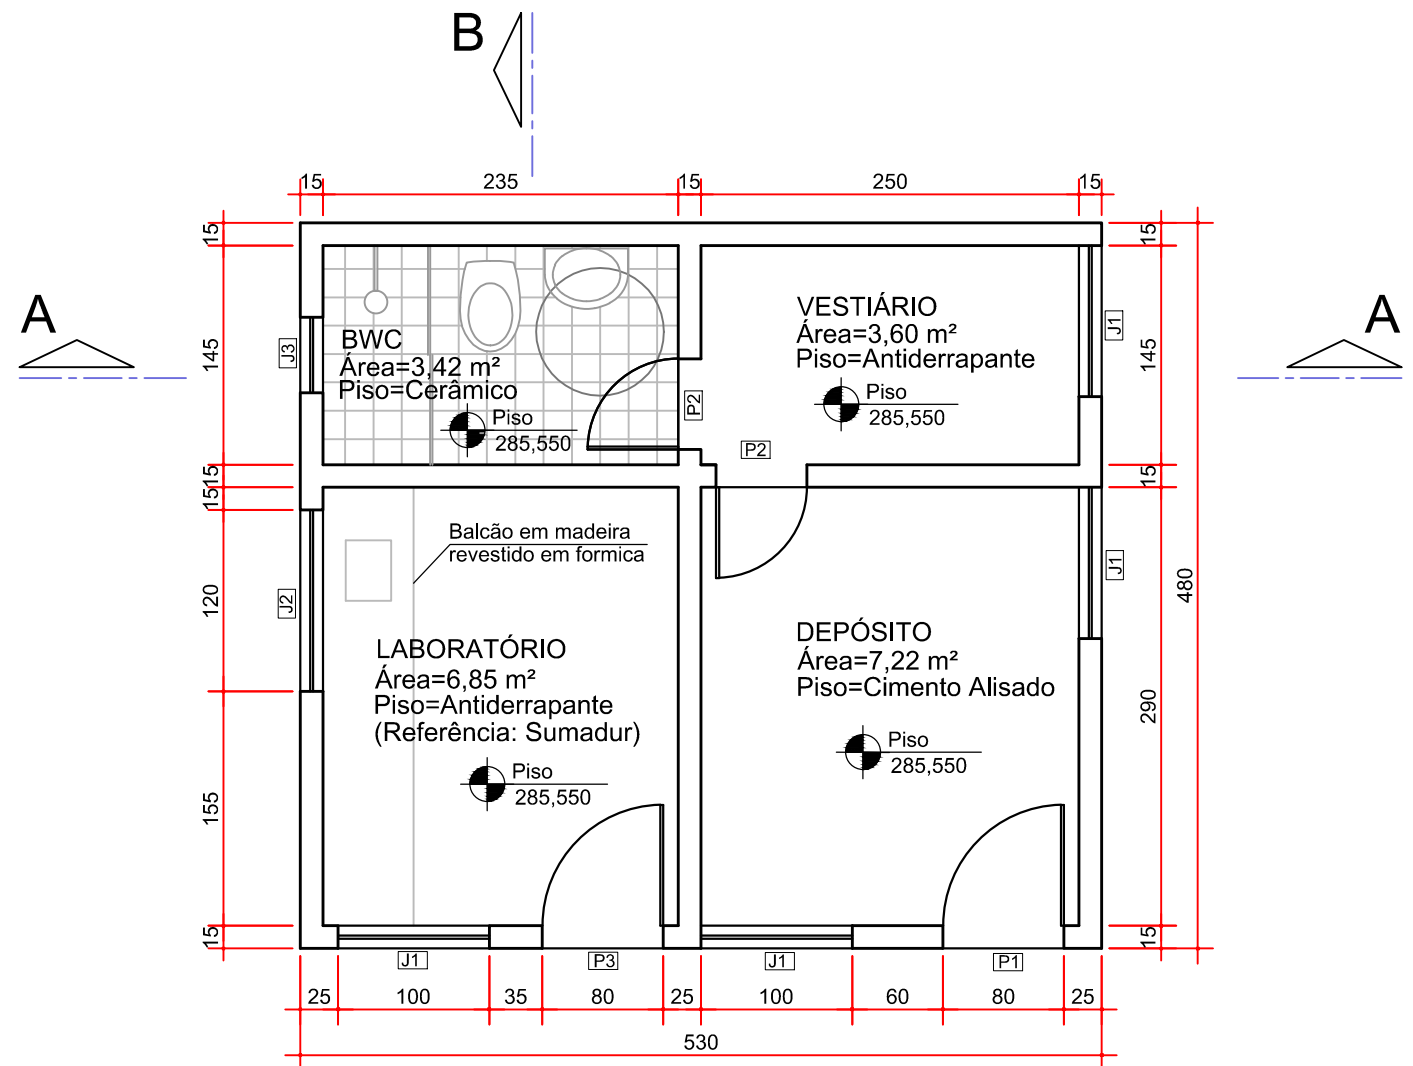 B
15 235 15 250 15
15
15
A
A
J3
145
BWC
Área=3,42 m²
Piso=Cerâmico
Piso
285,550
P2
VESTIÁRIO
Área=3,60 m²
Piso=Antiderrapante
Piso
285,550
J1
145
P2
15
15
15
J2
120
Balcão em madeira
revestido em formica
J1
480
LABORATÓRIO
Área=6,85 m²
Piso=Antiderrapante
(Referência: Sumadur)
Piso
285,550
DEPÓSITO
Área=7,22 m²
Piso=Cimento Alisado
Piso
285,550
290
155
15
15
J1
P3
J1
P1
25 100 35 80 25 100 60 80 25
530